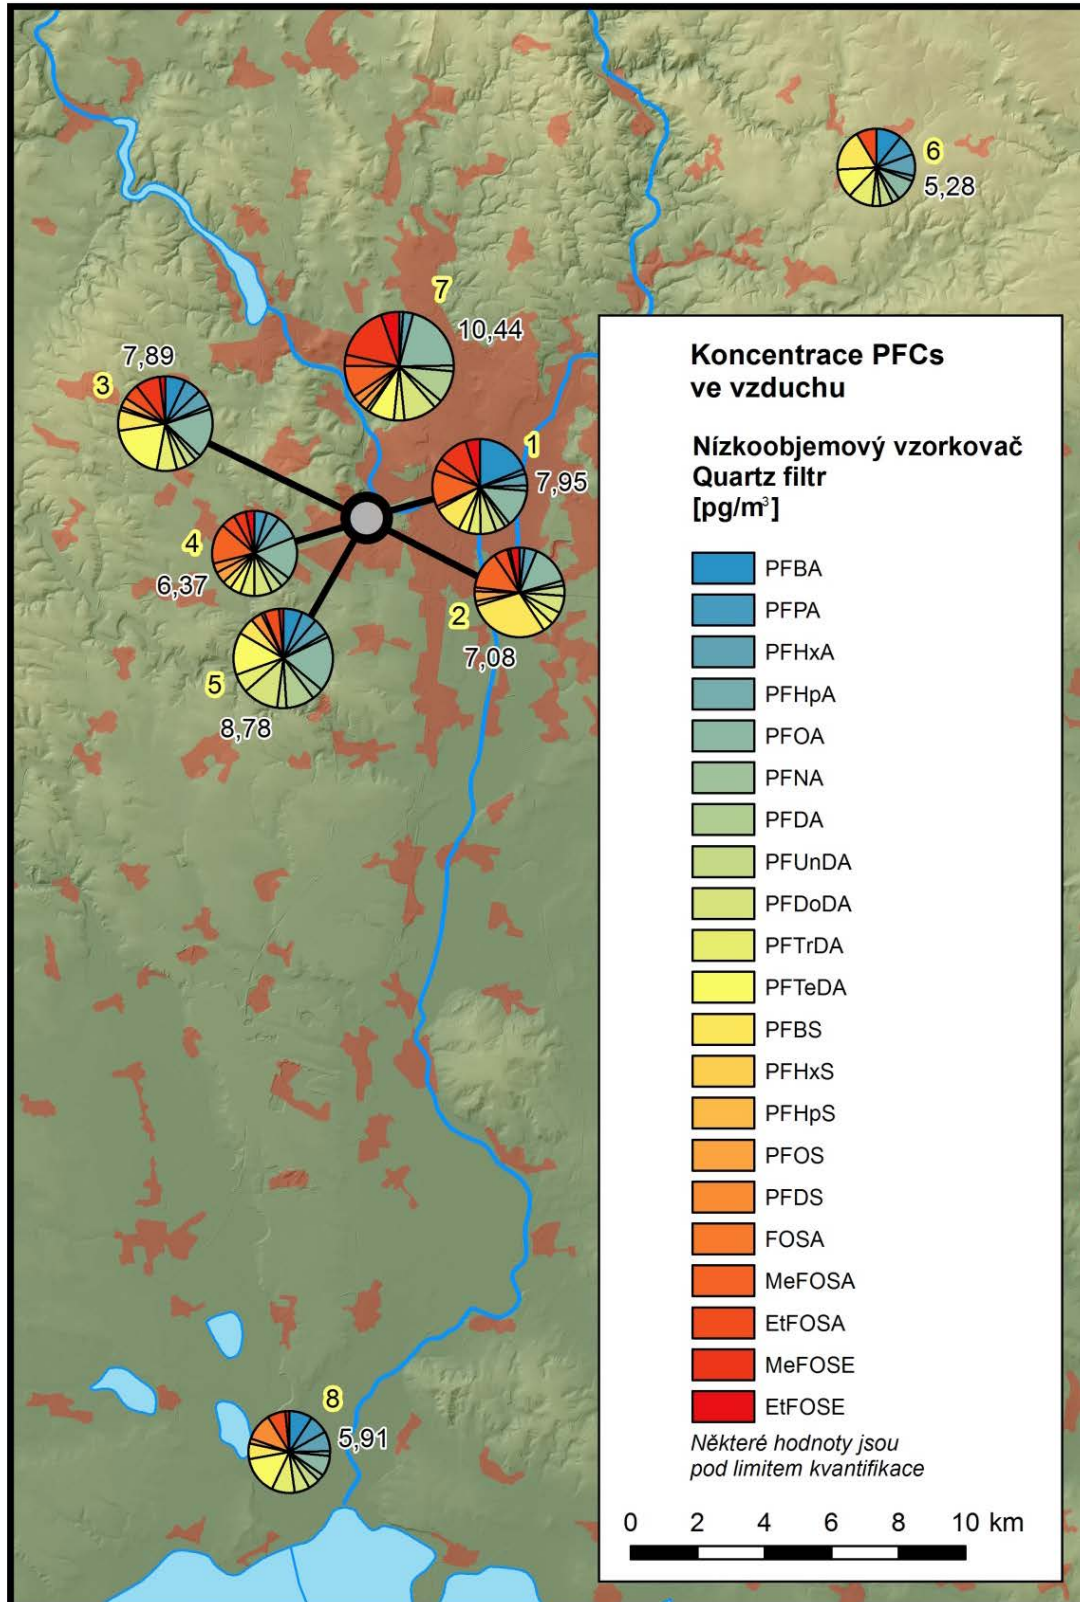 6
5,28
7
10,44
7,89
3
1
7,95
4
6,37
2
7,08
5
8,78
8
5,91
Koncentrace PFCs
ve vzduchu
Nízkoobjemový vzorkovač
Quartz filtr
[pg/m³]
PFBA
PFPA
PFHxA
PFHpA
PFOA
PFNA
PFDA
PFUnDA
PFDoDA
PFTrDA
PFTeDA
PFBS
PFHxS
PFHpS
PFOS
PFDS
FOSA
MeFOSA
EtFOSA
MeFOSE
EtFOSE
Některé hodnoty jsou
pod limitem kvantifikace
0 2 4 6 8 10 km